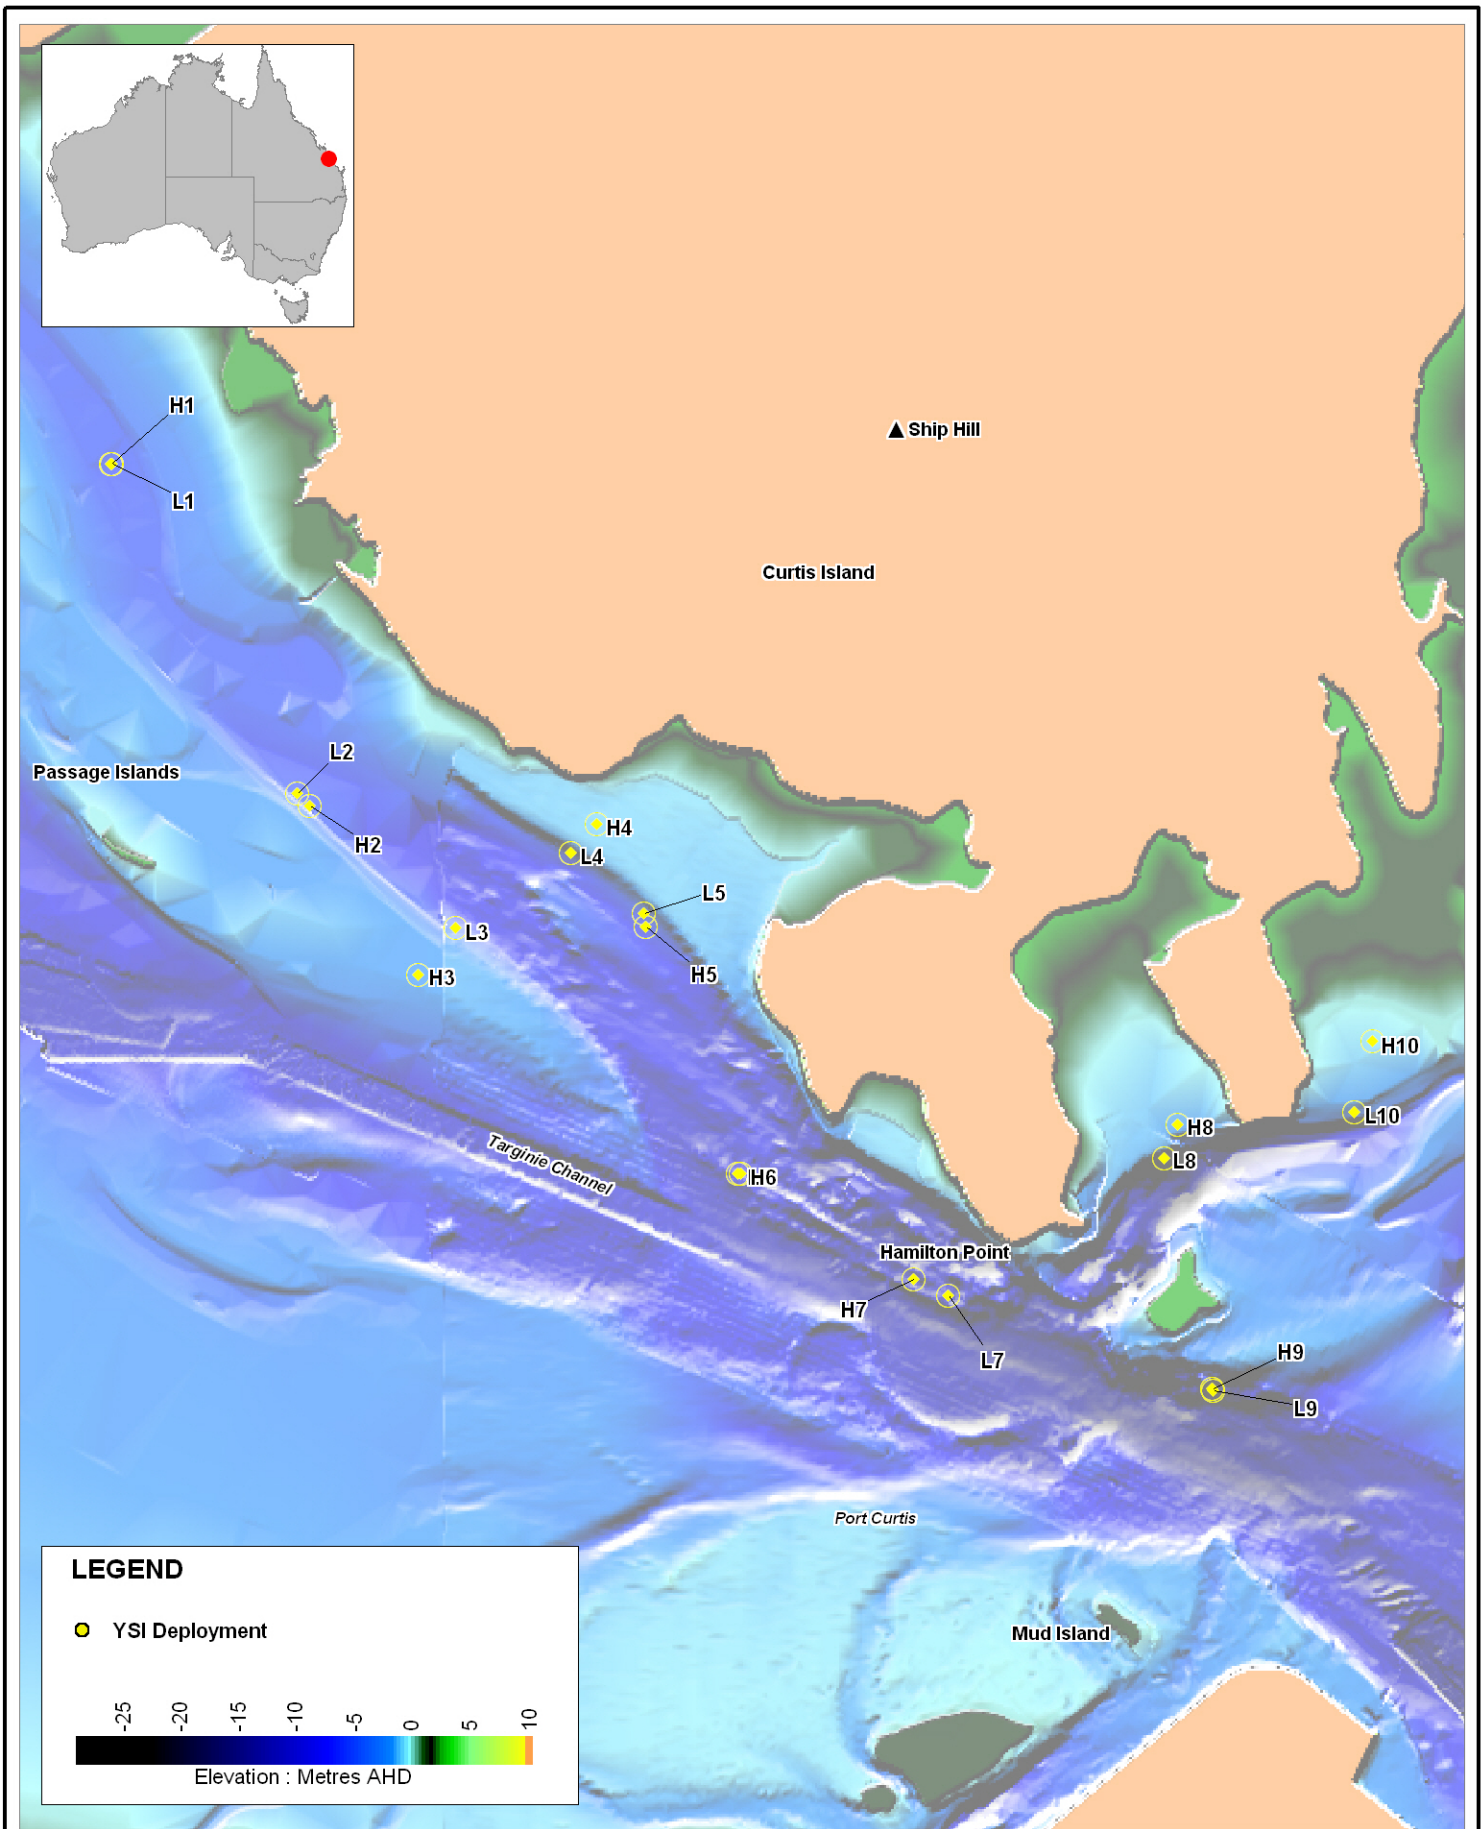 H1
Ship Hill
L1
Curtis Island
L2
Passage Islands
H4
H2
L4
L5
L3
H5
H3
H10
L10
H8
Targinie Channel
L8
H6
Hamilton Point
H7
H9
L7
L9
Port Curtis
LEGEND
YSI Deployment
Mud Island
-25 -20 -15 -10 -5 0 5 10
Elevation : Metres AHD